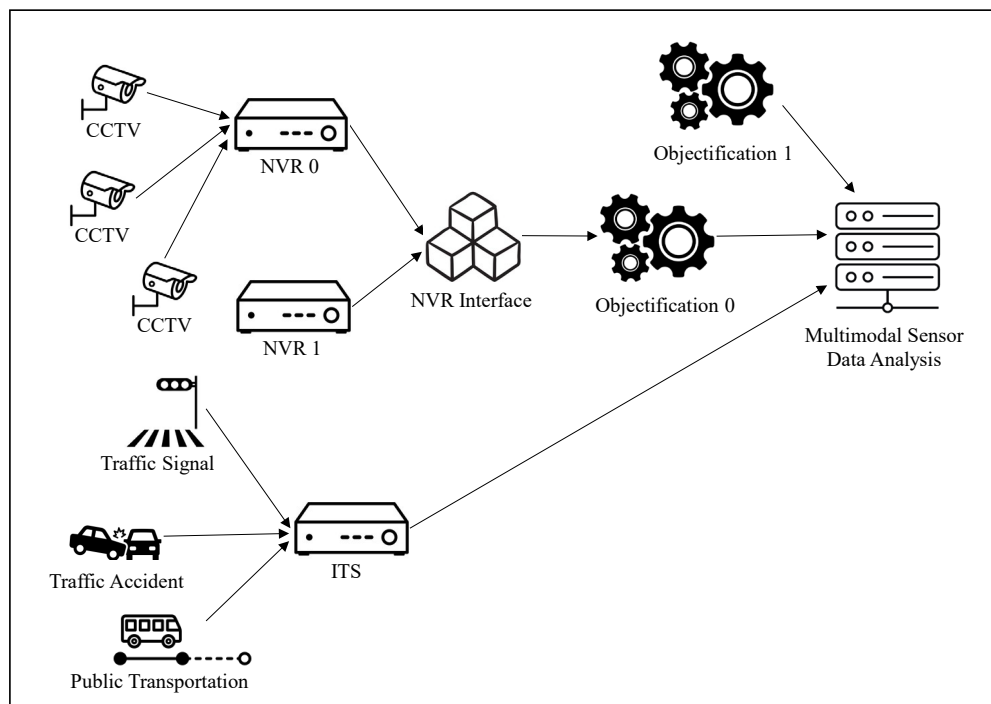 CCTV
NVR 0
Objectification 1
CCTV
NVR Interface
Objectification 0
CCTV
NVR 1
Multimodal Sensor
Data Analysis
Traffic Signal
Traffic Accident
ITS
Public Transportation